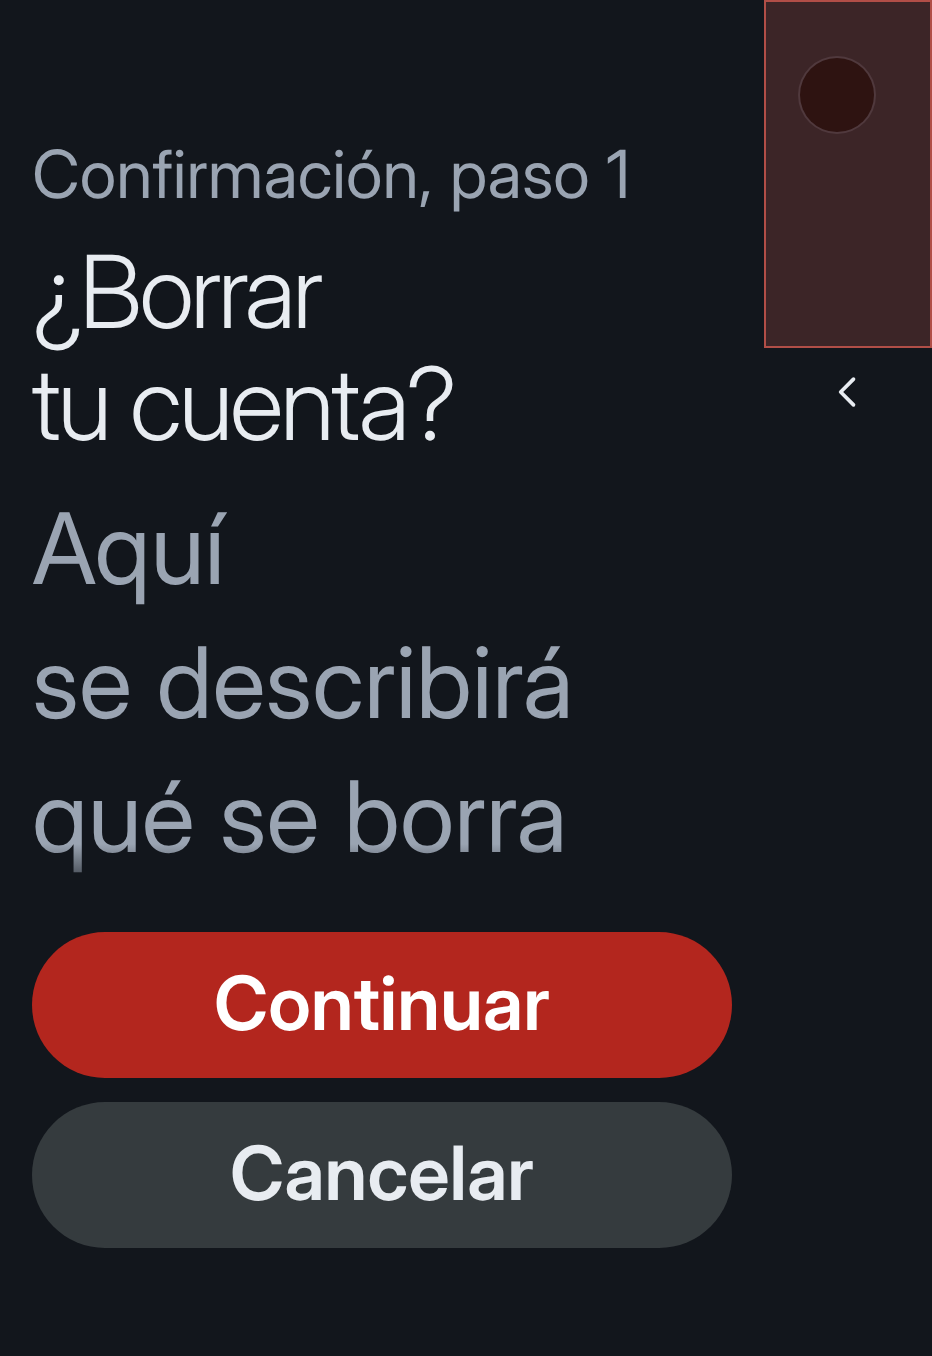 Confirmación, paso 1
¿Borrar
tu cuenta?
Aquí
se describirá
qué se borra
Continuar
Cancelar